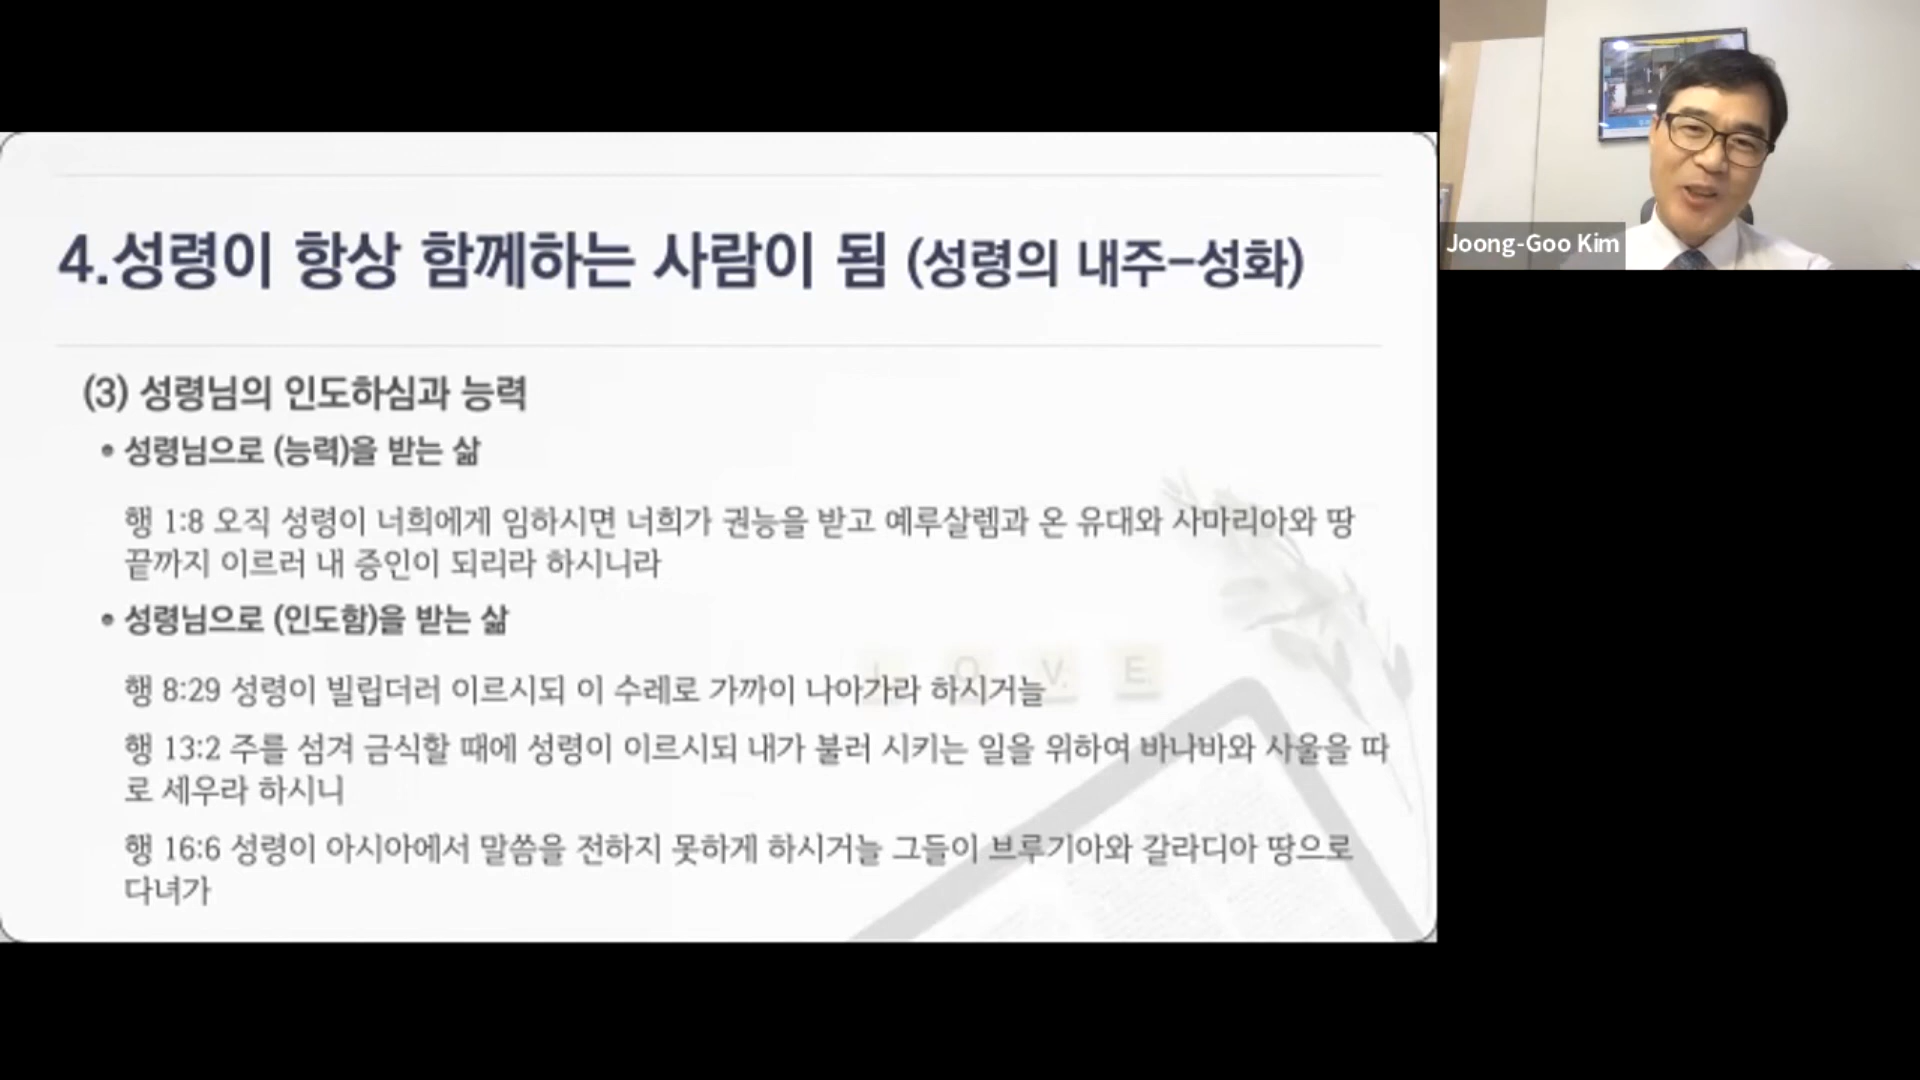 4.성령이 항상 함께하는 사람이 됨 (성령의 내주-성화)
(3) 성령님의 인도하심과 능력
• 성령님으로 (능력)을 받는 삶
행 1:8 오직 성령이 너희에게 임하시면 너희가 권능을 받고 예루살렘과 온 유대와 사마리아와 땅
끝까지 이르러 내 증인이 되리라 하시니라
• 성령님으로 (인도함)을 받는 삶
행 8:29 성령이 빌립더러 이르시되 이 수레로 가까이 나아가라 하시거늘
행 13:2 주를 섬겨 금식할 때에 성령이 이르시되 내가 불러 시키는 일을 위하여 바나바와 사울을 따
로 세우라 하시니
행 16:6 성령이 아시아에서 말씀을 전하지 못하게 하시거늘 그들이 브루기아와 갈라디아 땅으로
다녀가
L O V E
Joong-Goo Kim